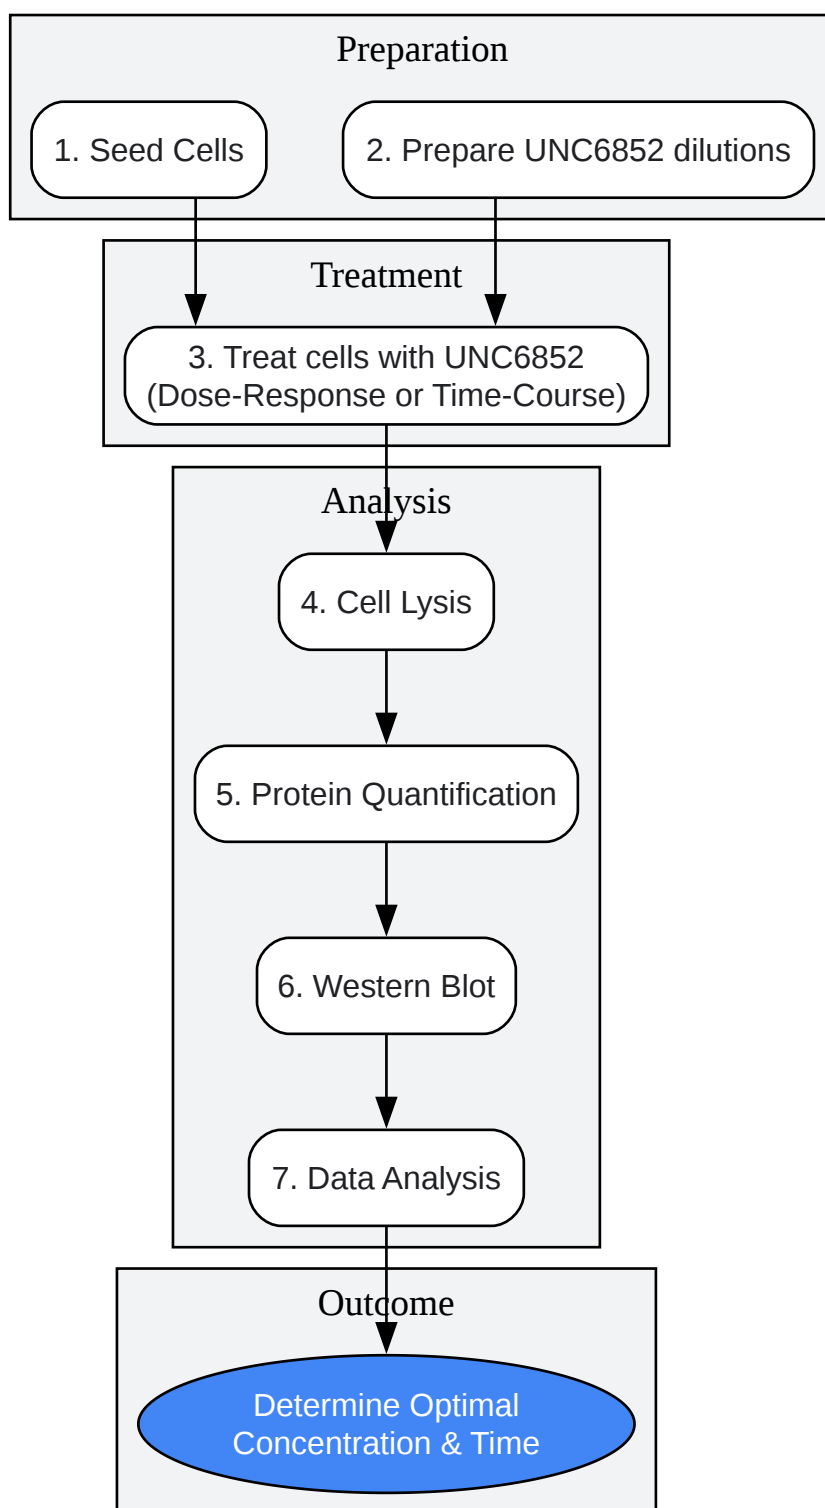 Preparation
1. Seed Cells
2. Prepare UNC6852 dilutions
Treatment
3. Treat cells with UNC6852
(Dose-Response or Time-Course)
Analysis
4. Cell Lysis
5. Protein Quantification
6. Western Blot
7. Data Analysis
Outcome
Determine Optimal
Concentration & Time